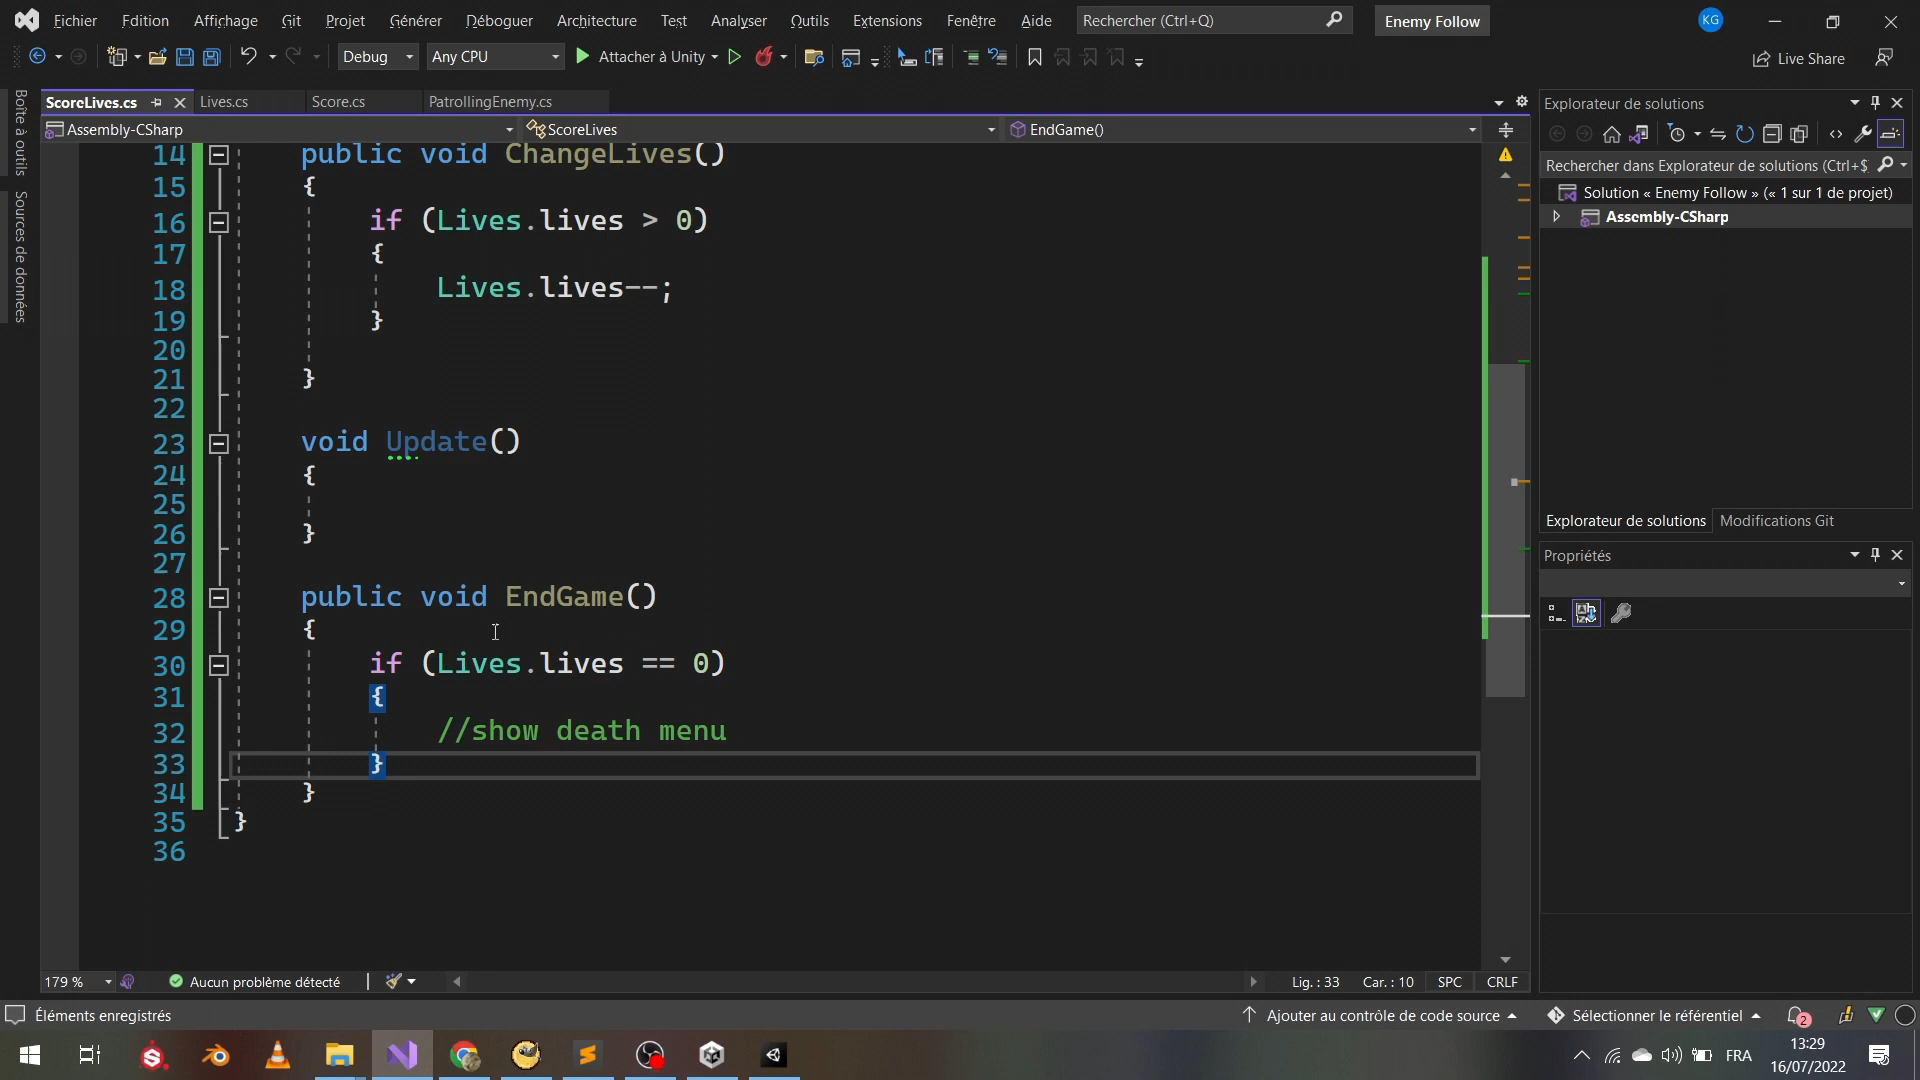 Fichier Edition Affichage Git Projet Générer Déboguer Architecture Test Analyser Outils Extensions Fenêtre Aide Rechercher (Ctrl+Q) Enemy Follow KG
Debug Any CPU Attacher à Unity Live Share
ScoreLives.cs Lives.cs Score.cs PatrollingEnemy.cs
Assembly-CSharp ScoreLives EndGame()
Boîte à outils
Sources de données
14 public void ChangeLives()
15 {
16 if (Lives.lives > 0)
17 {
18 Lives.lives--;
19 }
20
21 }
22
23 void Update()
24 {
25
26 }
27
28 public void EndGame()
29 {
30 if (Lives.lives == 0)
31 {
32 //show death menu
33 }
34 }
35 }
36
179 % Aucun problème détecté Lig. : 33 Car. : 10 SPC CRLF
Explorateur de solutions
Rechercher dans Explorateur de solutions (Ctrl+$
Solution « Enemy Follow » (« 1 sur 1 de projet)
Assembly-CSharp
Explorateur de solutions Modifications Git
Propriétés
Éléments enregistrés Ajouter au contrôle de code source Sélectionner le référentiel 2
FRA 13:29
16/07/2022